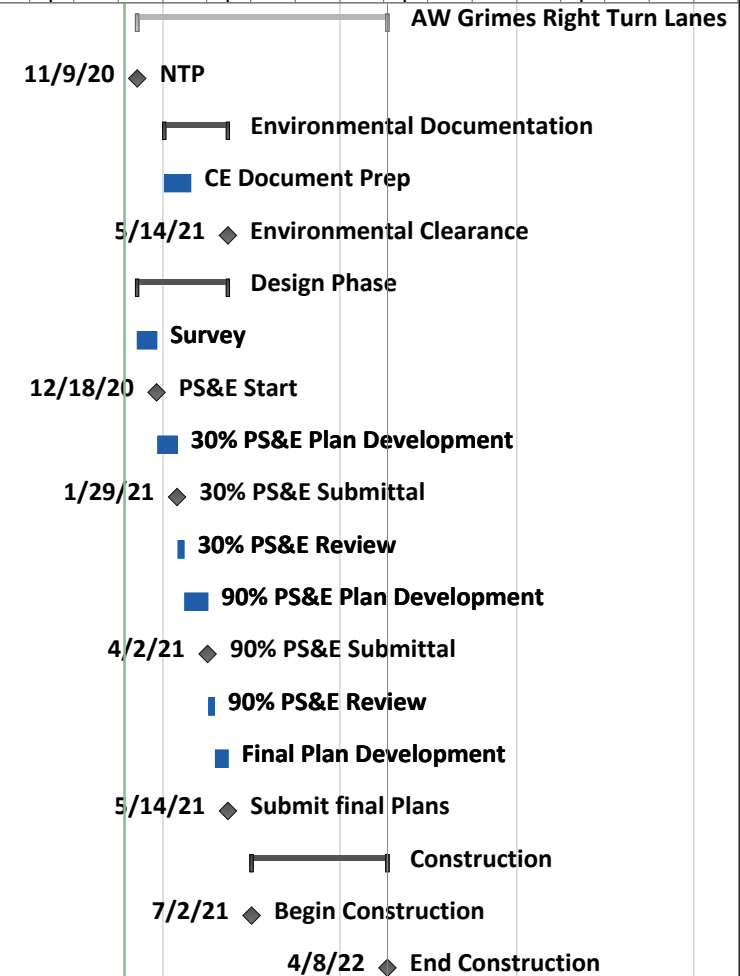 AW Grimes Right Turn Lanes
11/9/20 NTP
Environmental Documentation
CE Document Prep
5/14/21 Environmental Clearance
Design Phase
Survey
12/18/20 PS&E Start
30% PS&E Plan Development
1/29/21 30% PS&E Submittal
30% PS&E Review
90% PS&E Plan Development
4/2/21 90% PS&E Submittal
90% PS&E Review
Final Plan Development
5/14/21 Submit final Plans
Construction
7/2/21 Begin Construction
4/8/22 End Construction